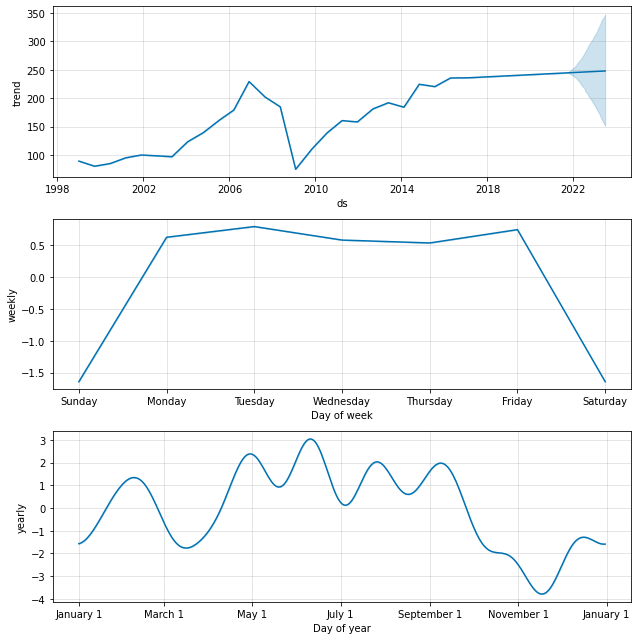 350
300
250
200
150
100
trend
1998 2002 2006 2010 2014 2018 2022
ds
0.5
0.0
−0.5
−1.0
−1.5
weekly
Sunday Monday Tuesday Wednesday Thursday Friday Saturday
Day of week
3
2
1
0
−1
−2
−3
−4
yearly
January 1 March 1 May 1 July 1 September 1 November 1 January 1
Day of year